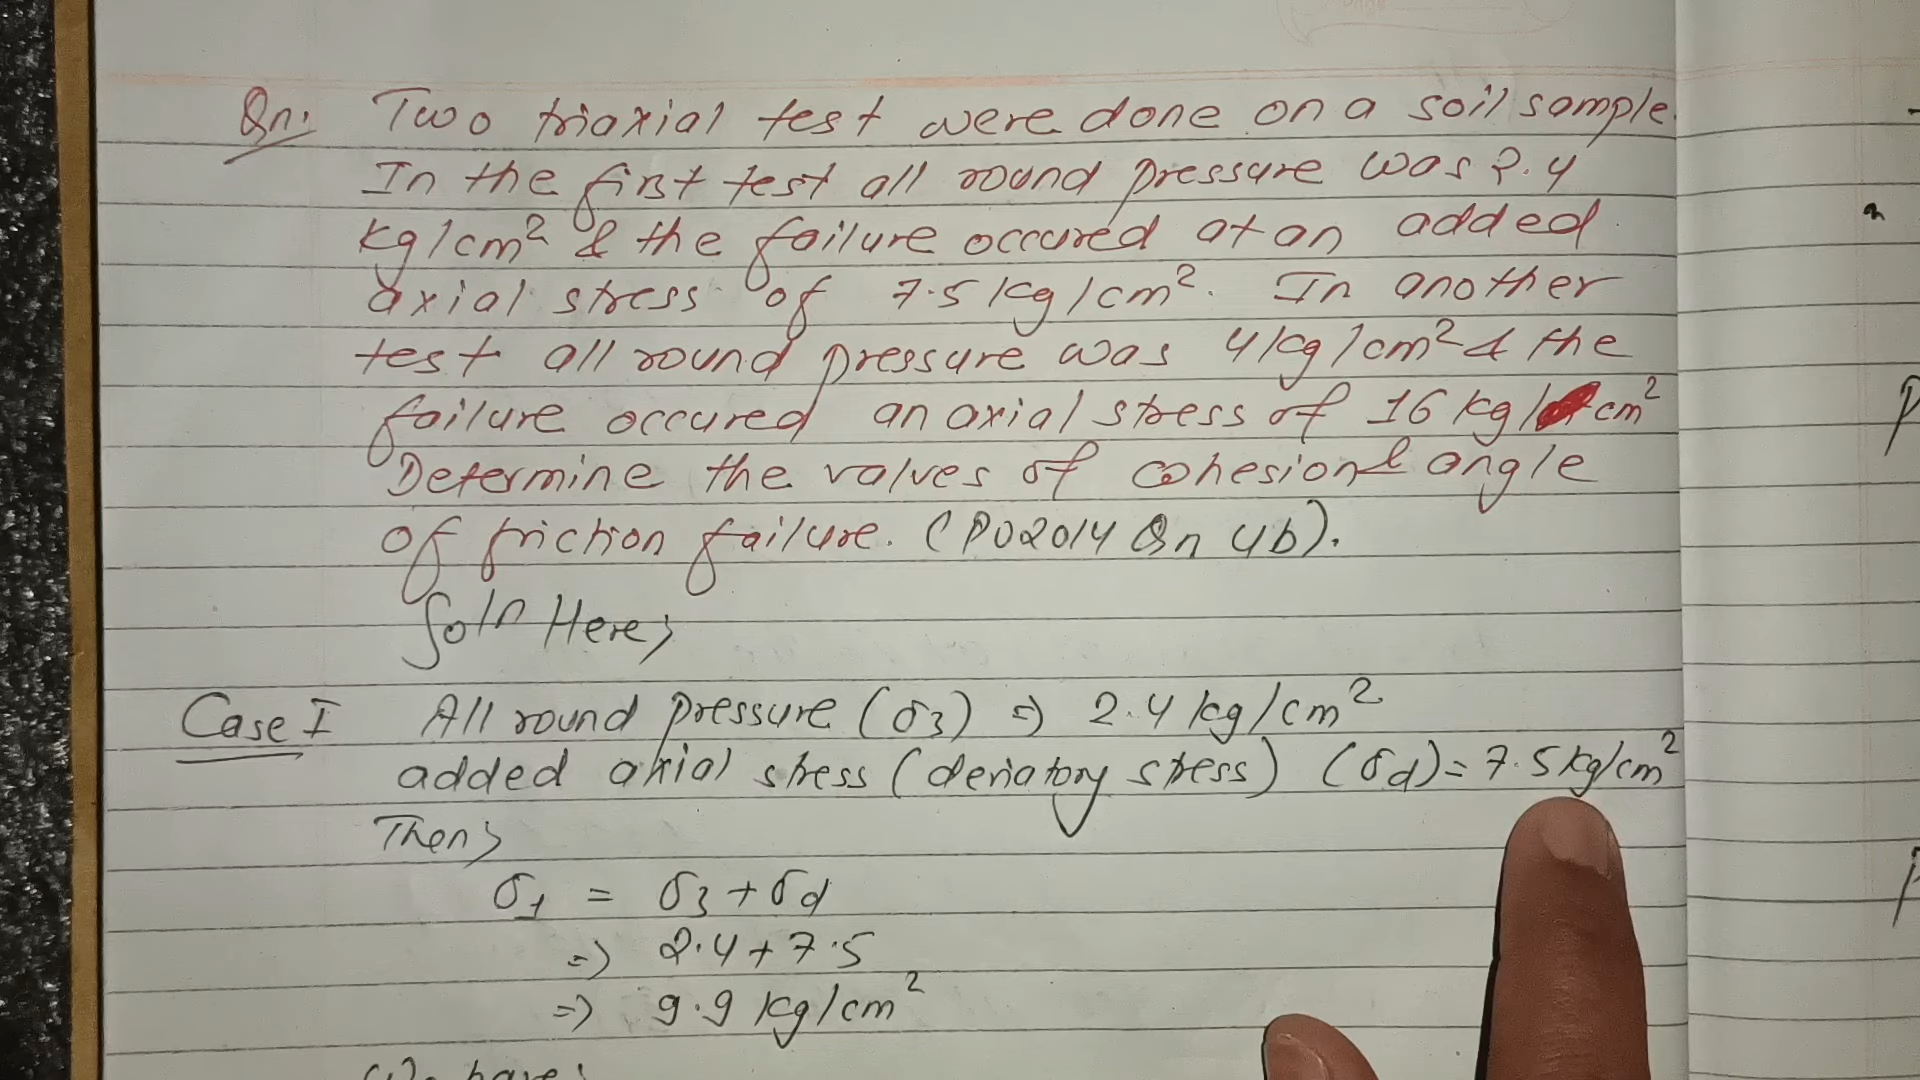 Qn: Two triaxial test were done on a soil sample.
In the first test all round pressure was 2.4
kg/cm² & the failure occured at an added
axial stress of 7.5 kg/cm². In another
test all round pressure was 4 kg/cm² & the
failure occured an axial stress of 16 kg/cm²
Determine the values of cohesion & angle
of friction failure. (PU2014 Qn 4b).
Soln Here;
Case I All round pressure (σ3) ⇒ 2.4 kg/cm²
added axial stress (deviatory stress) (σd) = 7.5 kg/cm²
Then;
σ1 = σ3 + σd
⇒ 2.4 + 7.5
⇒ 9.9 kg/cm²
We have;